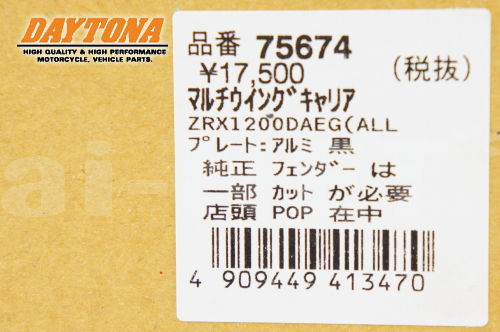 DAYTONA
HIGH QUALITY & HIGH PERFORMANCE
MOTORCYCLE, VEHICLE PARTS.
品番 75674
¥17,500 (税抜)
ﾏﾙﾁｳｲﾝｸﾞｷｬﾘｱ
ZRX1200DAEG(ALL
ﾌﾟﾚｰﾄ:ｱﾙﾐ 黒
純正 ﾌｪﾝﾀﾞｰ は
一部 ｶｯﾄ が必要
店頭 POP 在中
4 909449 413470